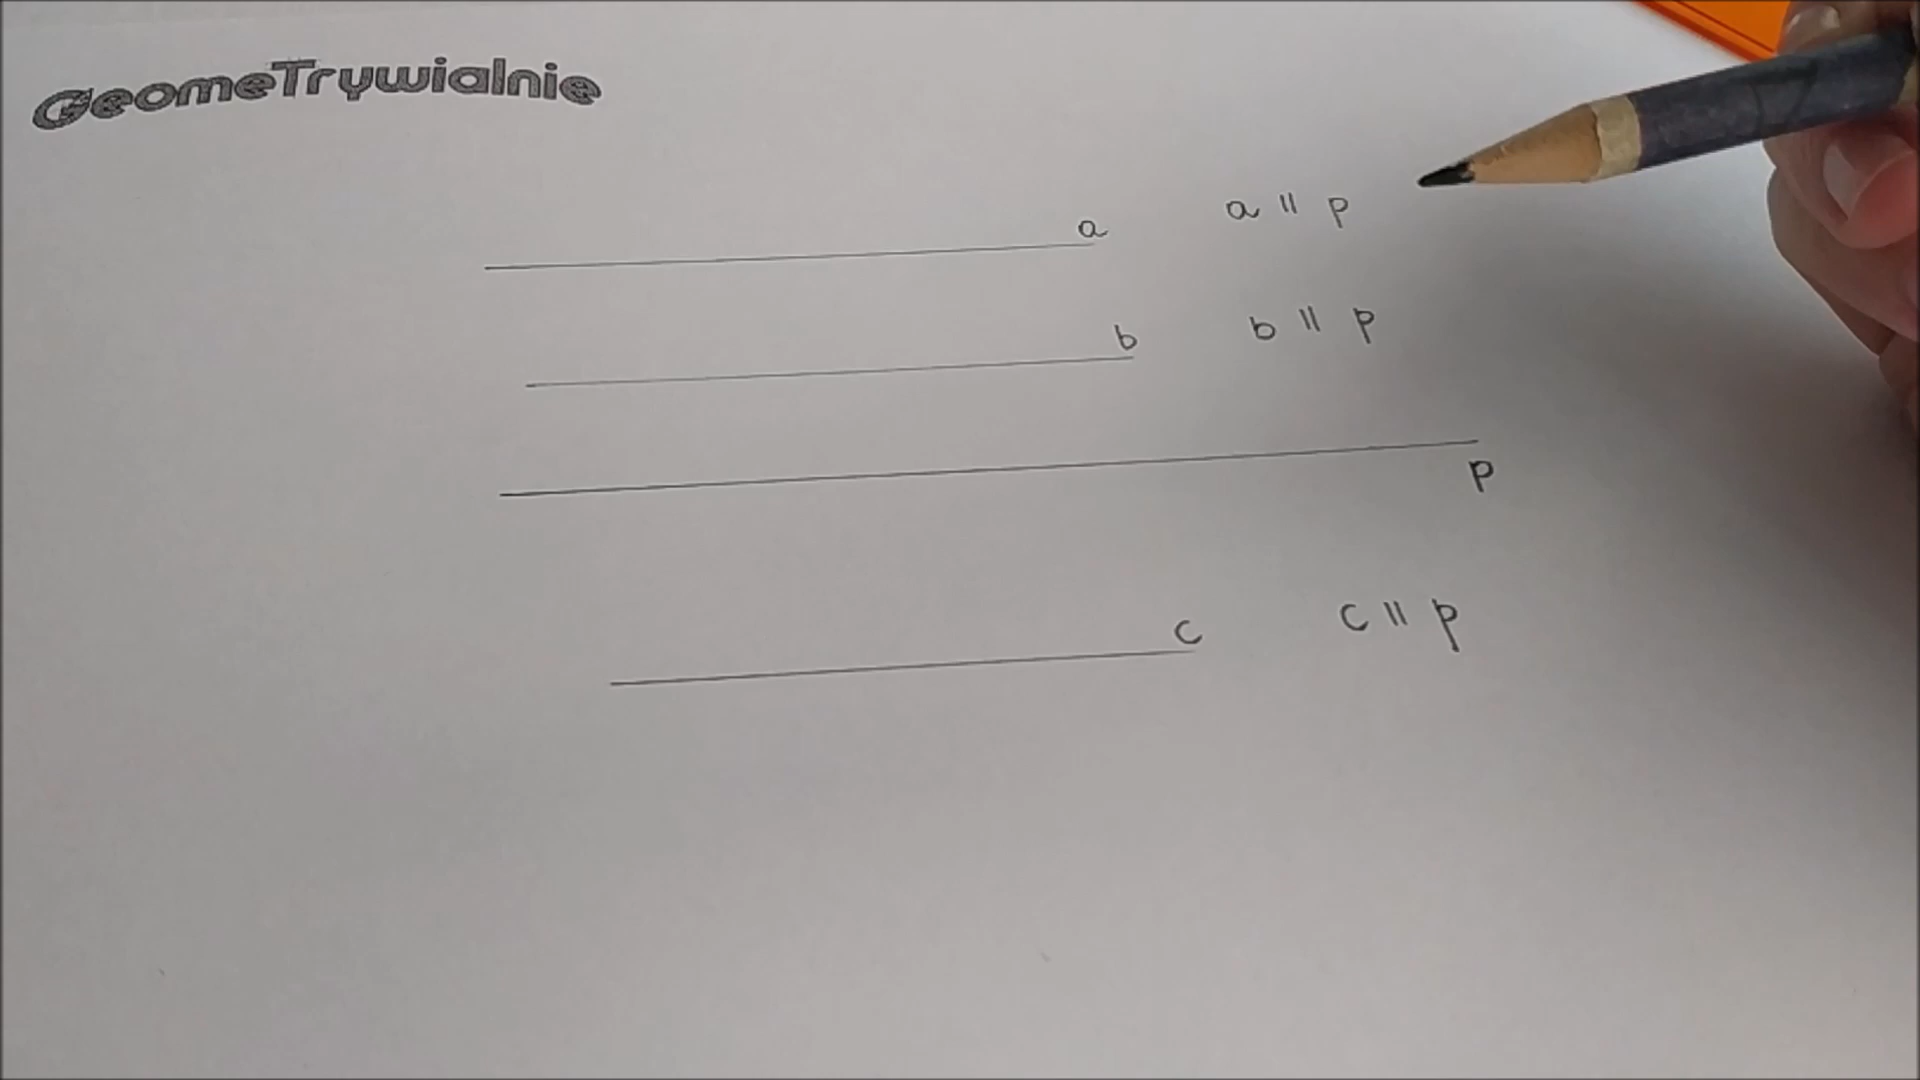 GeomeTrywialnie
a a || p
b b || p
p
c c || p